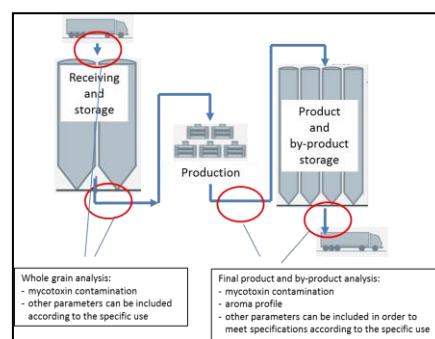 Receiving
and
storage
Production
Product
and
by-product
storage
Whole grain analysis:
- mycotoxin contamination
- other parameters can be included
according to the specific use
Final product and by-product analysis:
- mycotoxin contamination
- aroma profile
- other parameters can be included in order to
meet specifications according to the specific use